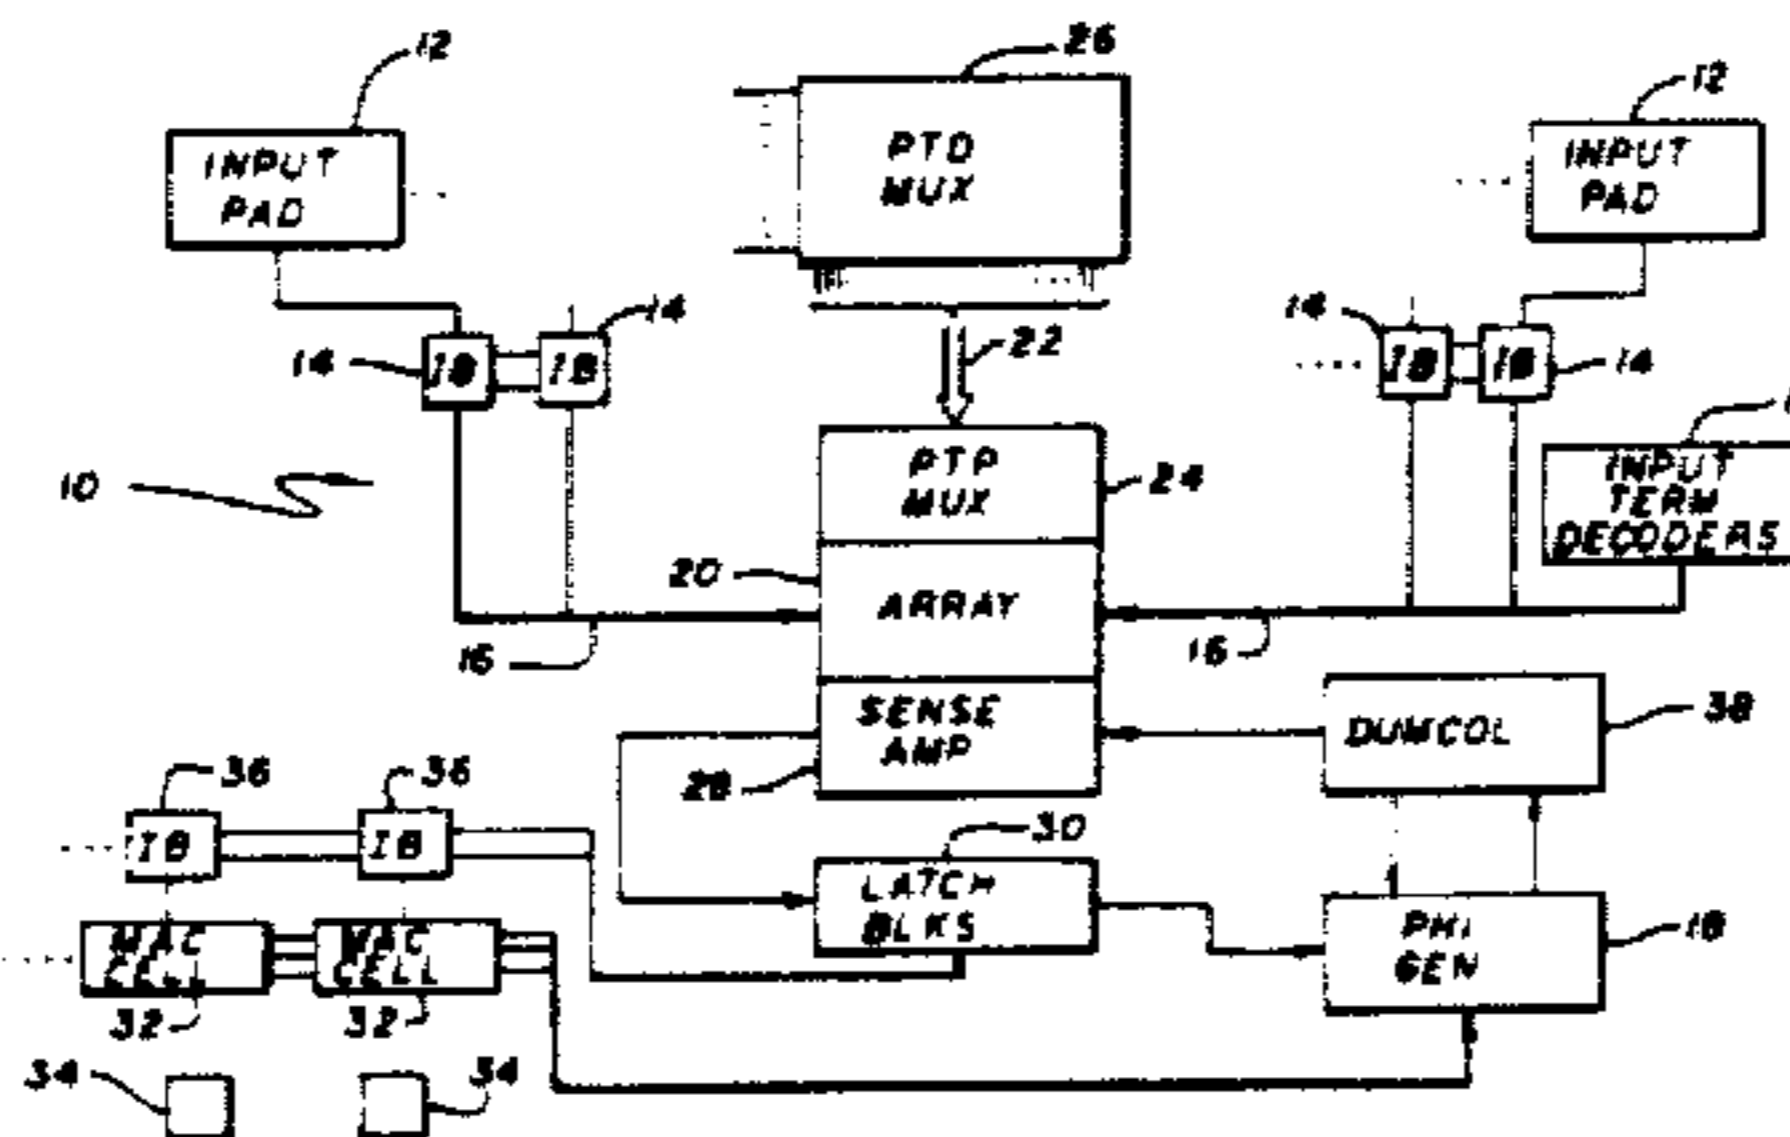 12
26
12
INPUT
PAD
PTD
MUX
INPUT
PAD
14
14
14
14
IB
IB
IB
IB
22
10
PTP
MUX
24
INPUT
TERM
DECODERS
20
ARRAY
16
16
SENSE
AMP
28
DUMCOL
38
36
36
IB
IB
30
LATCH
BLKS
PHI
GEN
18
MAC
CELL
MAC
CELL
32
32
34
34